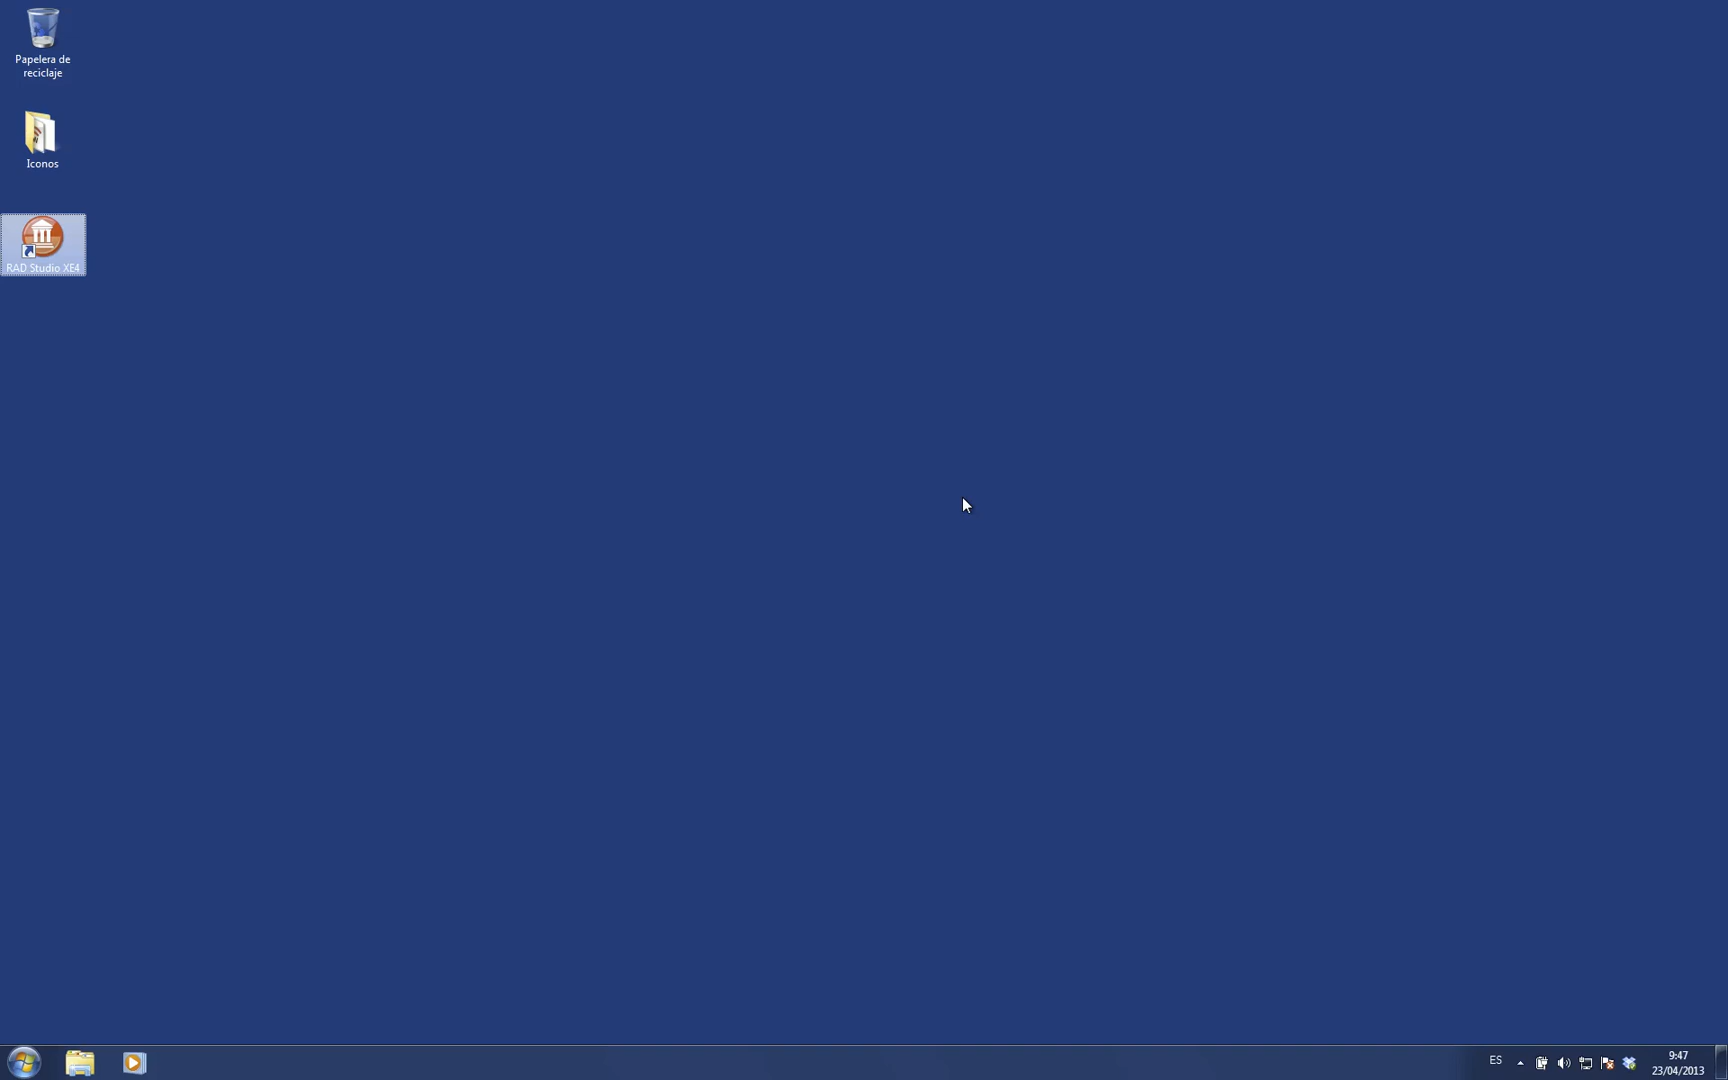 Papelera de
reciclaje
Iconos
RAD Studio XE4
ES
9:47
23/04/2013